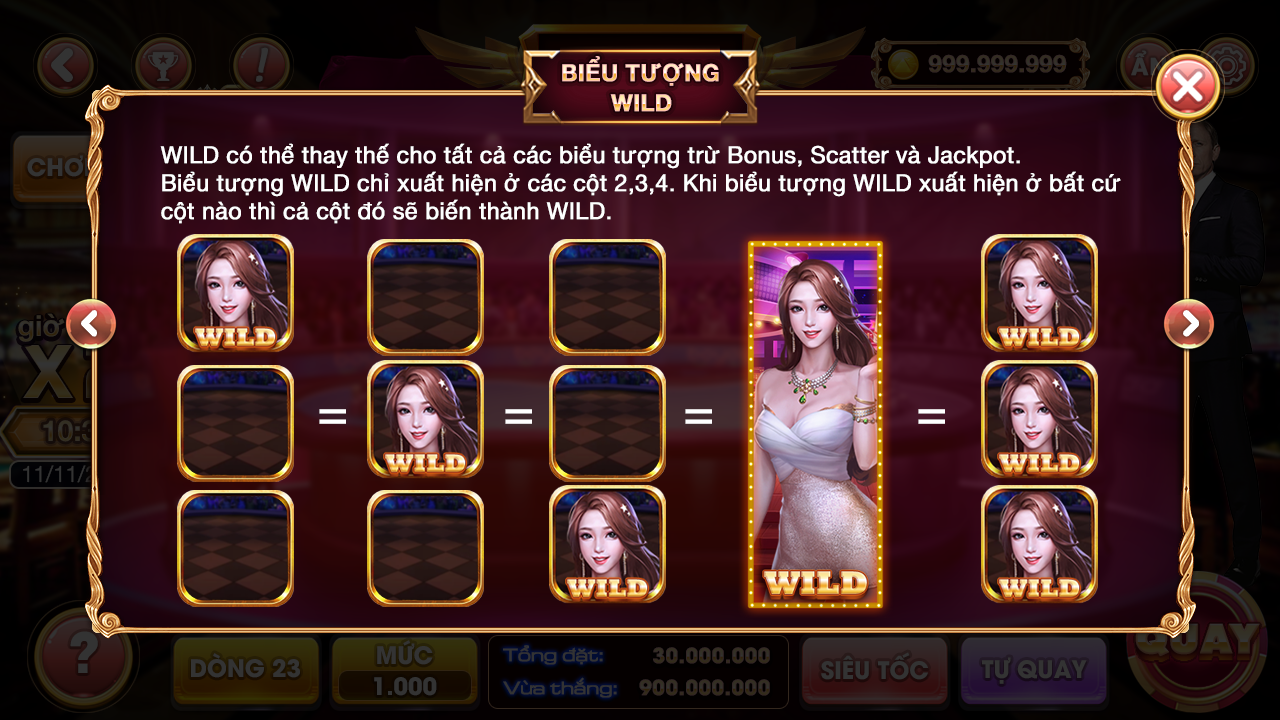 BIỂU TƯỢNG
WILD
999.999.999
WILD có thể thay thế cho tất cả các biểu tượng trừ Bonus, Scatter và Jackpot.
Biểu tượng WILD chỉ xuất hiện ở các cột 2,3,4. Khi biểu tượng WILD xuất hiện ở bất cứ
cột nào thì cả cột đó sẽ biến thành WILD.
WILD
WILD
WILD
WILD
WILD
WILD
WILD
=
=
=
=
giờ
X
11/11/
?
DÒNG 23
MỨC
1.000
Tổng đặt: 30.000.000
Vừa thắng: 900.000.000
SIÊU TỐC
TỰ QUAY
QUAY